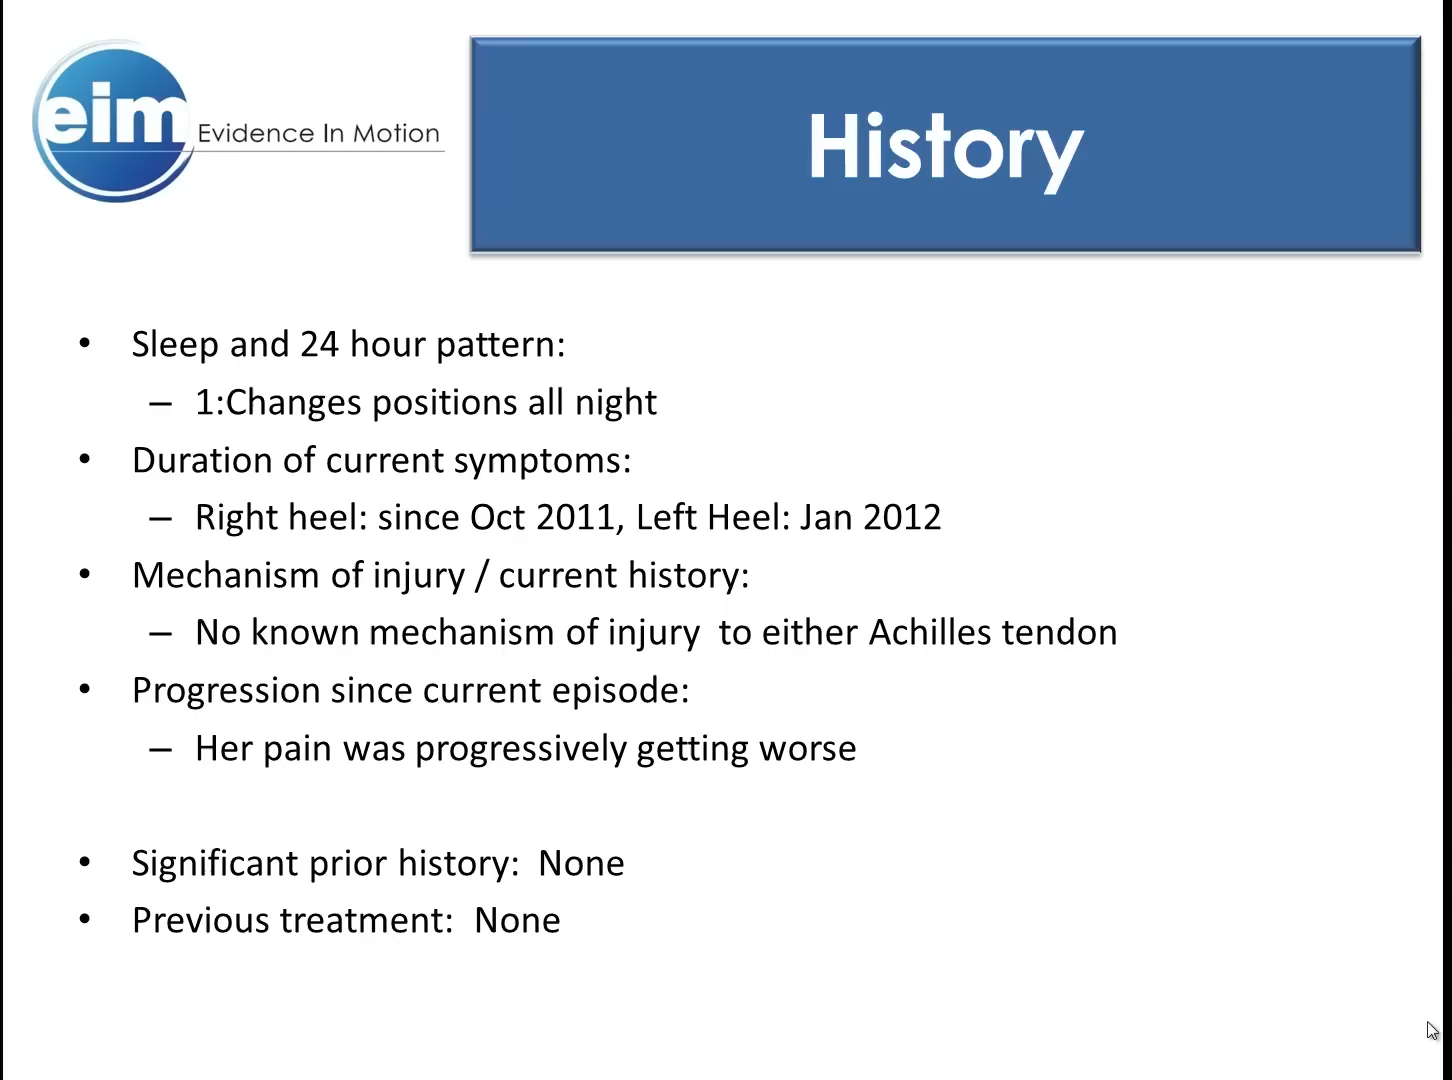 eim
Evidence In Motion
History
• Sleep and 24 hour pattern:
– 1:Changes positions all night
• Duration of current symptoms:
– Right heel: since Oct 2011, Left Heel: Jan 2012
• Mechanism of injury / current history:
– No known mechanism of injury  to either Achilles tendon
• Progression since current episode:
– Her pain was progressively getting worse
• Significant prior history:  None
• Previous treatment:  None